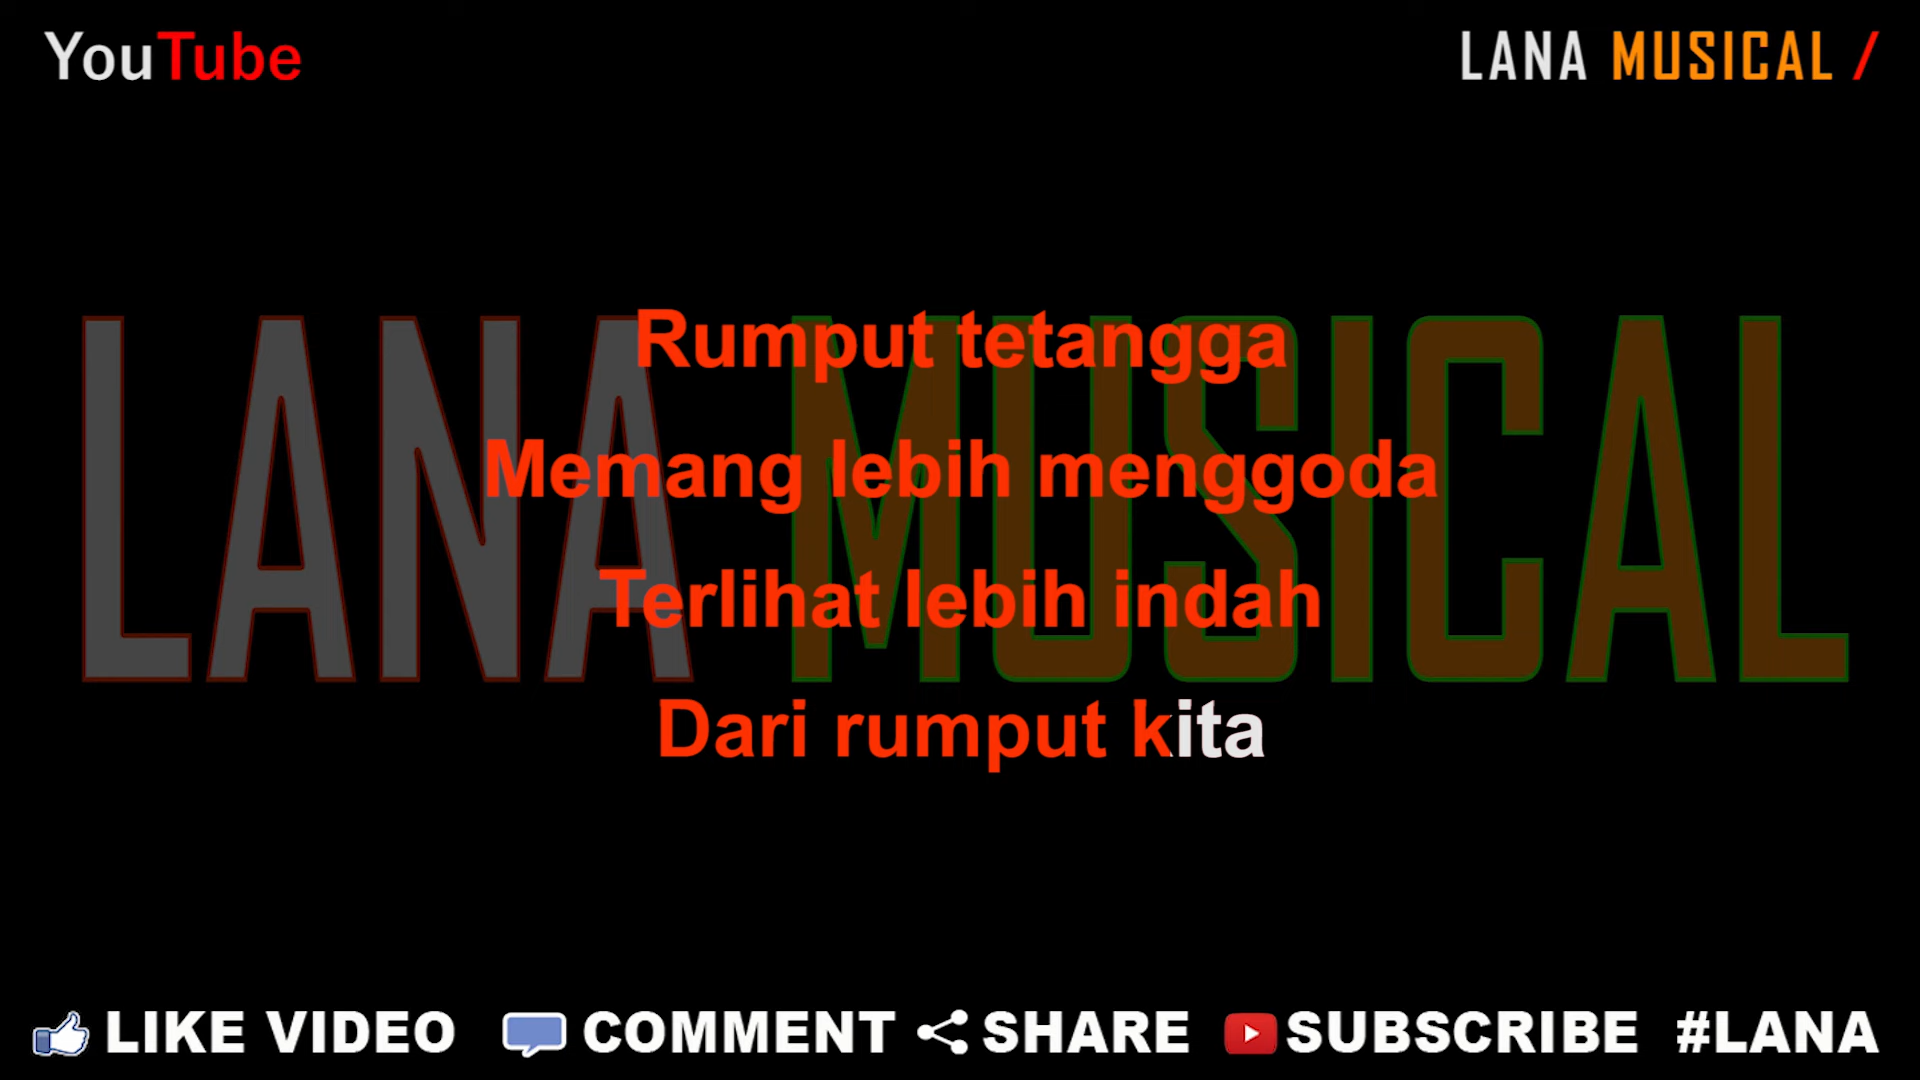 YouTube
LANA MUSICAL /
LANA MUSICAL
Rumput tetangga
Memang lebih menggoda
Terlihat lebih indah
Dari rumput kita
LIKE VIDEO COMMENT SHARE SUBSCRIBE #LANA